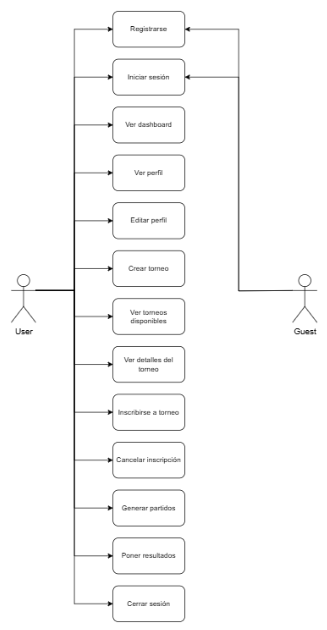 Registrarse
Iniciar sesión
Ver dashboard
Ver perfil
Editar perfil
Crear torneo
User
Guest
Ver torneos
disponibles
Ver detalles del
torneo
Inscribirse a torneo
Cancelar inscripción
Generar partidos
Poner resultados
Cerrar sesión